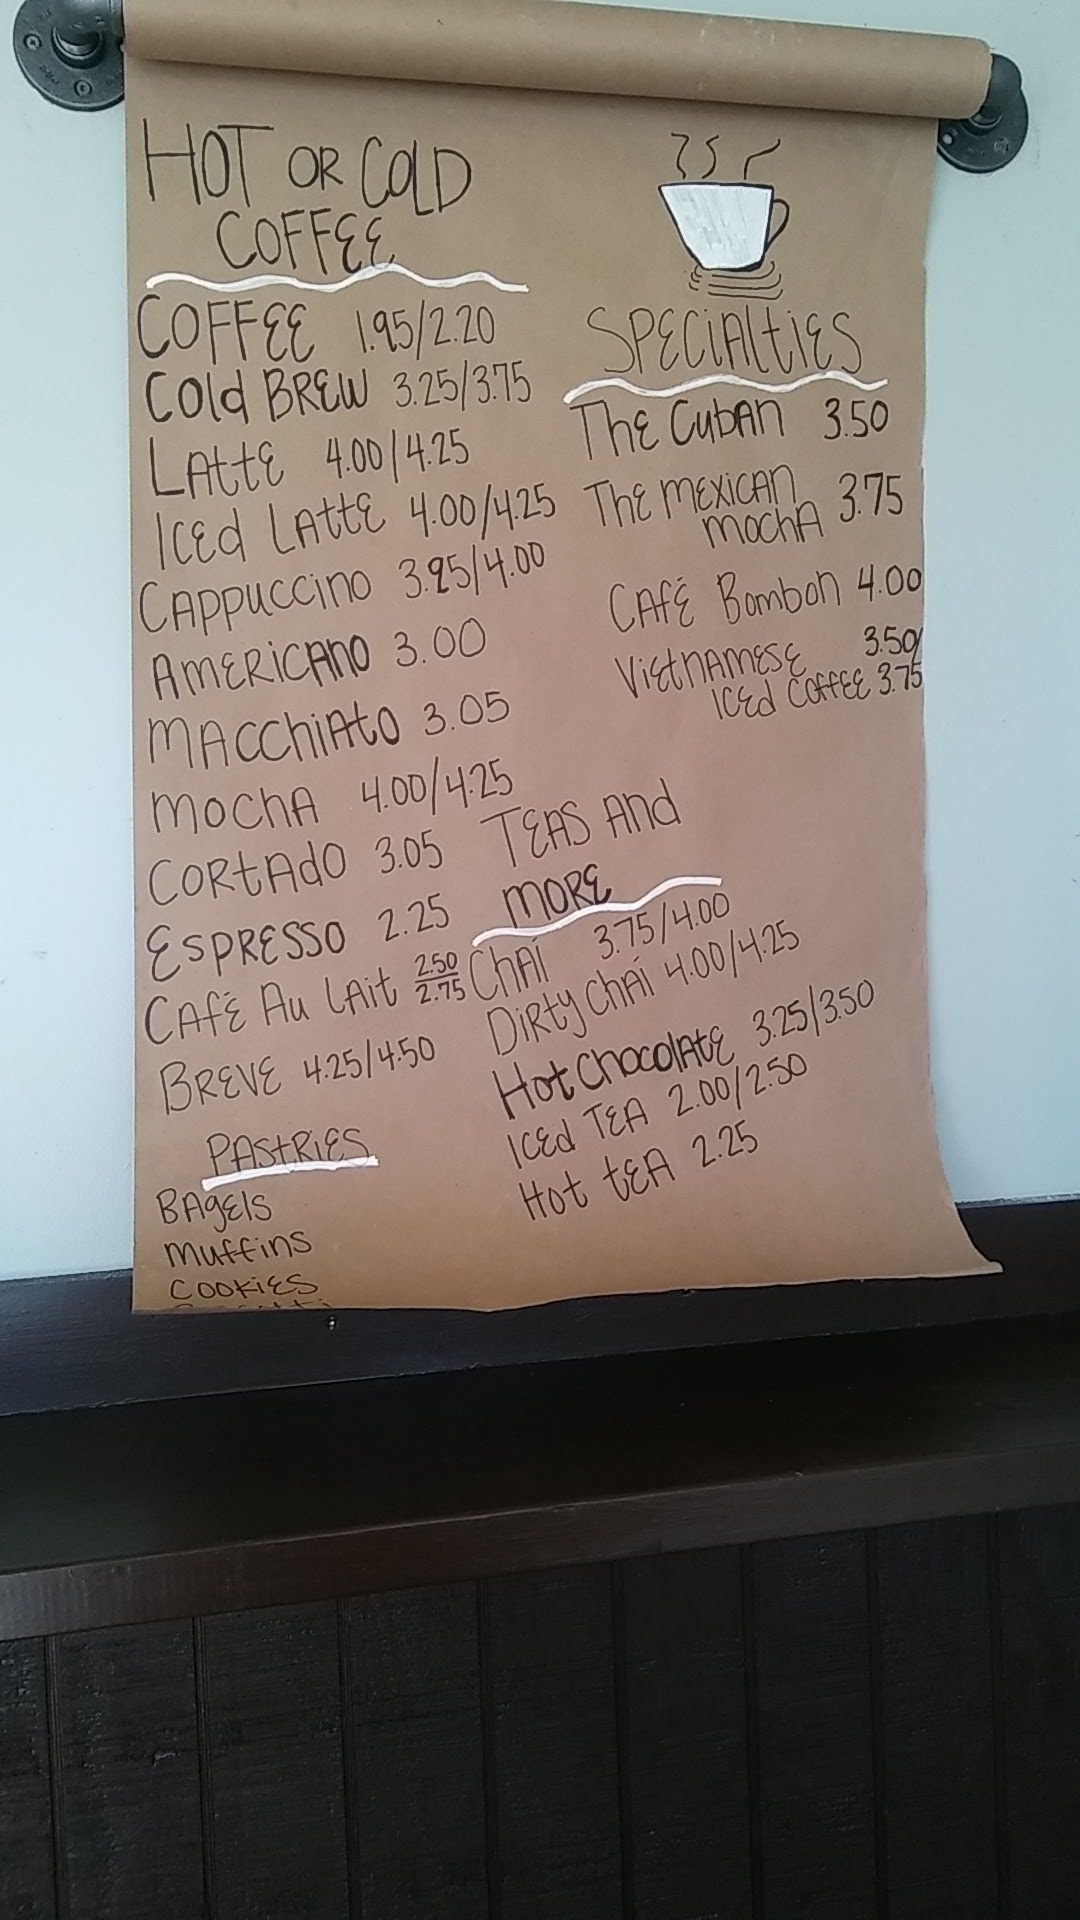 HOT OR COLD
COFFEE
COFFEE 1.95/2.20
COLD BREW 3.25/3.75
LATTE 4.00/4.25
ICED LATTE 4.00/4.25
CAPPUCCINO 3.95/4.00
AMERICANO 3.00
MACCHIATO 3.05
MOCHA 4.00/4.25
CORTADO 3.05
ESPRESSO 2.25
CAFÉ AU LAIT 2.50/2.75
BREVE 4.25/4.50
PASTRIES
BAGELS
MUFFINS
COOKIES
SPECIALTIES
THE CUBAN 3.50
THE MEXICAN
MOCHA 3.75
CAFÉ BOMBON 4.00
VIETNAMESE 3.50/
ICED COFFEE 3.75
TEAS AND
MORE
CHAI 3.75/4.00
DIRTY CHAI 4.00/4.25
HOT CHOCOLATE 3.25/3.50
ICED TEA 2.00/2.50
HOT TEA 2.25